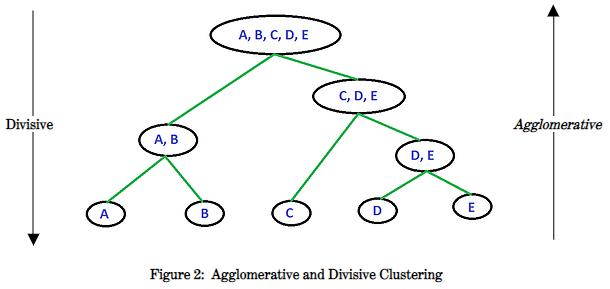 A, B, C, D, E
C, D, E
Divisive
Agglomerative
A, B
D, E
A
B
C
D
E
Figure 2: Agglomerative and Divisive Clustering